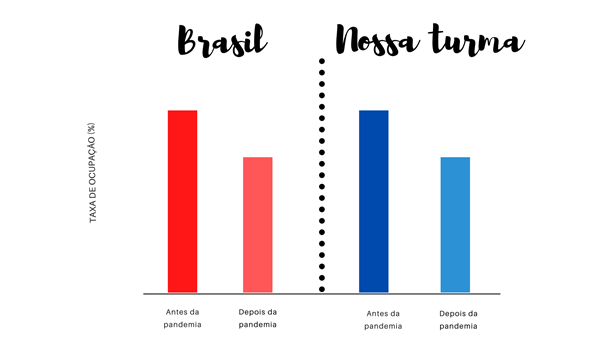 Brasil
Nossa turma
TAXA DE OCUPAÇÃO (%)
Antes da
pandemia
Depois da
pandemia
Antes da
pandemia
Depois da
pandemia